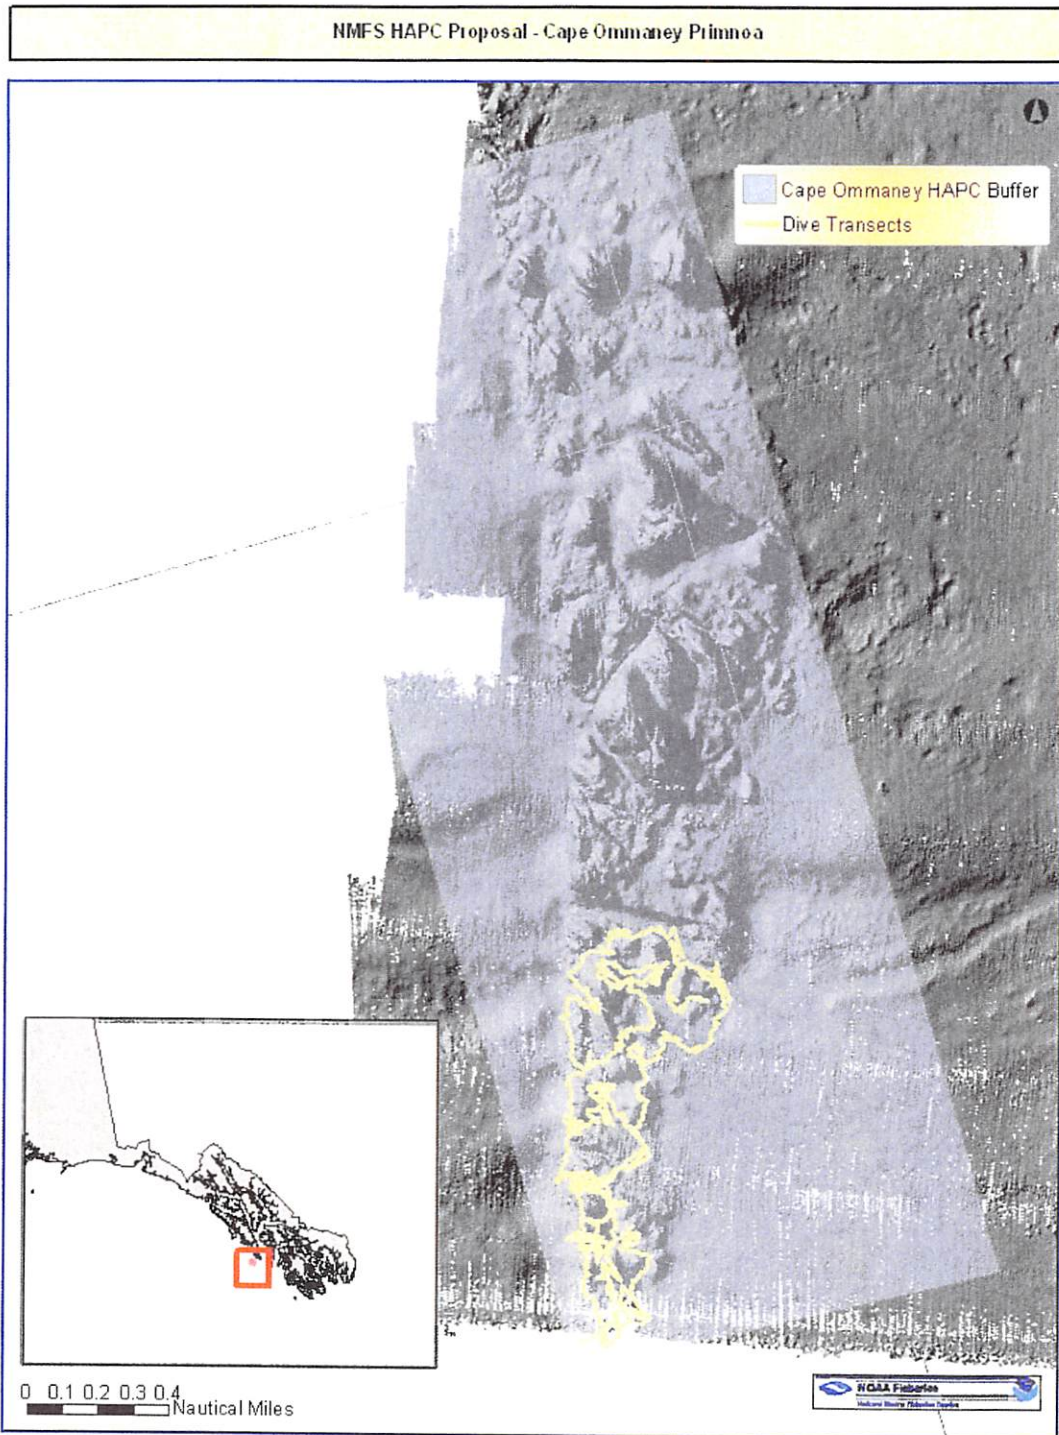 NMFS HAPC Proposal - Cape Ommaney Primnoa
Cape Ommaney HAPC Buffer
Dive Transects
0 0.1 0.2 0.3 0.4
Nautical Miles
NOAA Fisheries